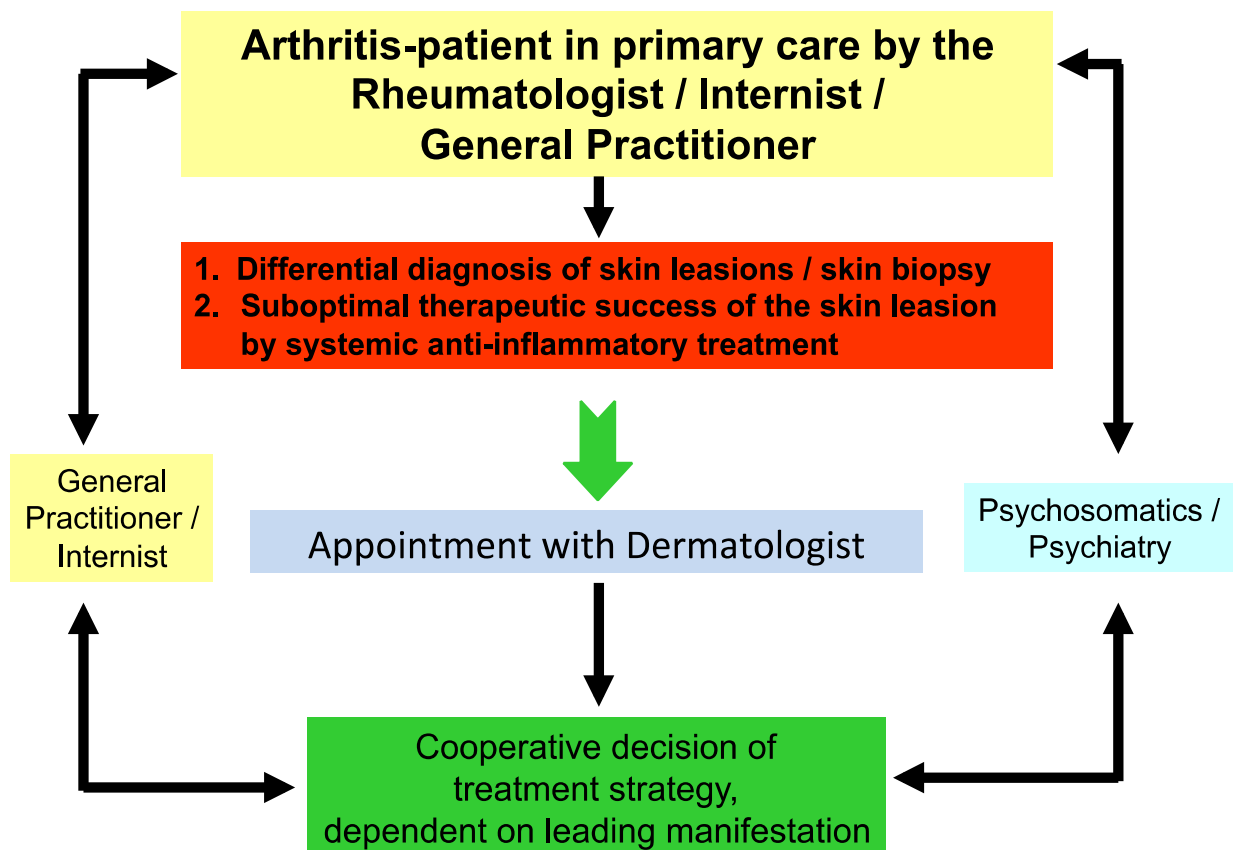 Arthritis-patient in primary care by the
Rheumatologist / Internist /
General Practitioner
1. Differential diagnosis of skin leasions / skin biopsy
2. Suboptimal therapeutic success of the skin leasion
by systemic anti-inflammatory treatment
General
Practitioner /
Internist
Appointment with Dermatologist
Psychosomatics /
Psychiatry
Cooperative decision of
treatment strategy,
dependent on leading manifestation